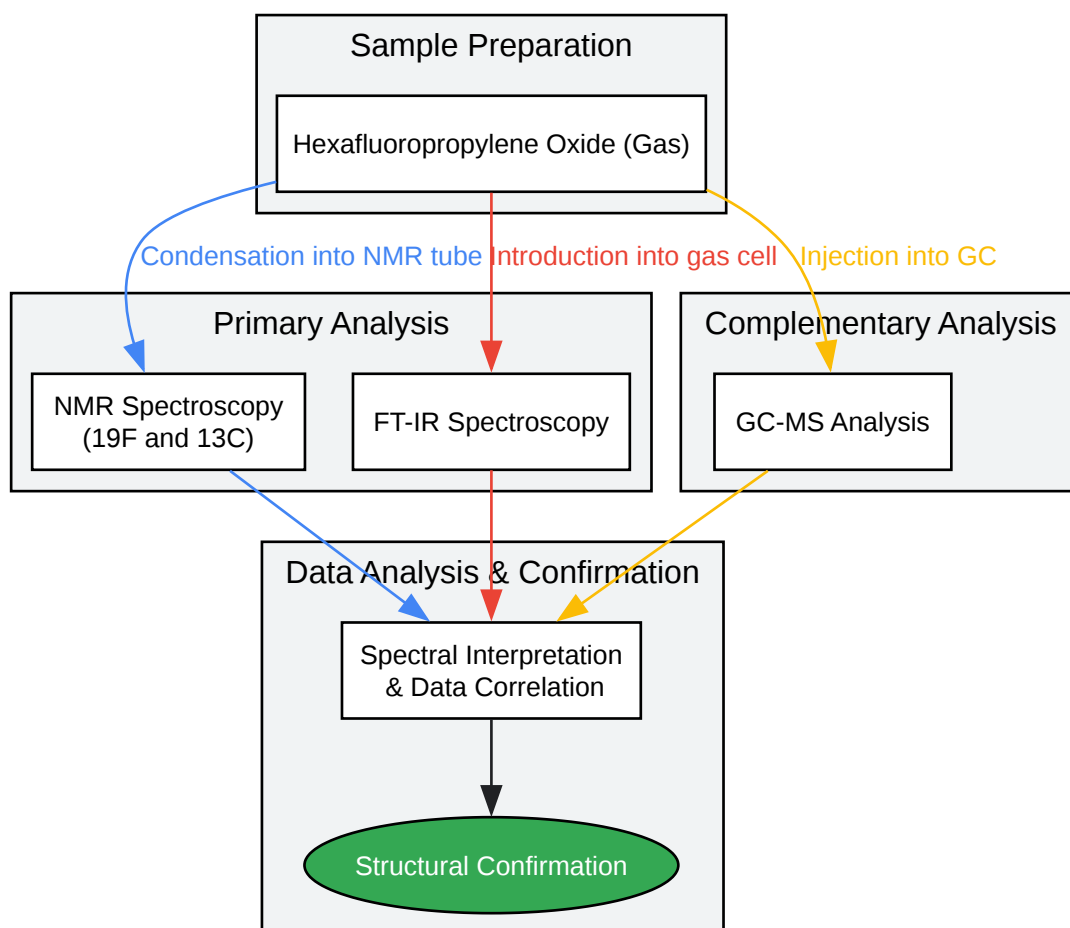 Sample Preparation
Hexafluoropropylene Oxide (Gas)
Condensation into NMR tube
Introduction into gas cell
Injection into GC
Primary Analysis
Complementary Analysis
NMR Spectroscopy
(19F and 13C)
FT-IR Spectroscopy
GC-MS Analysis
Data Analysis & Confirmation
Spectral Interpretation
& Data Correlation
Structural Confirmation